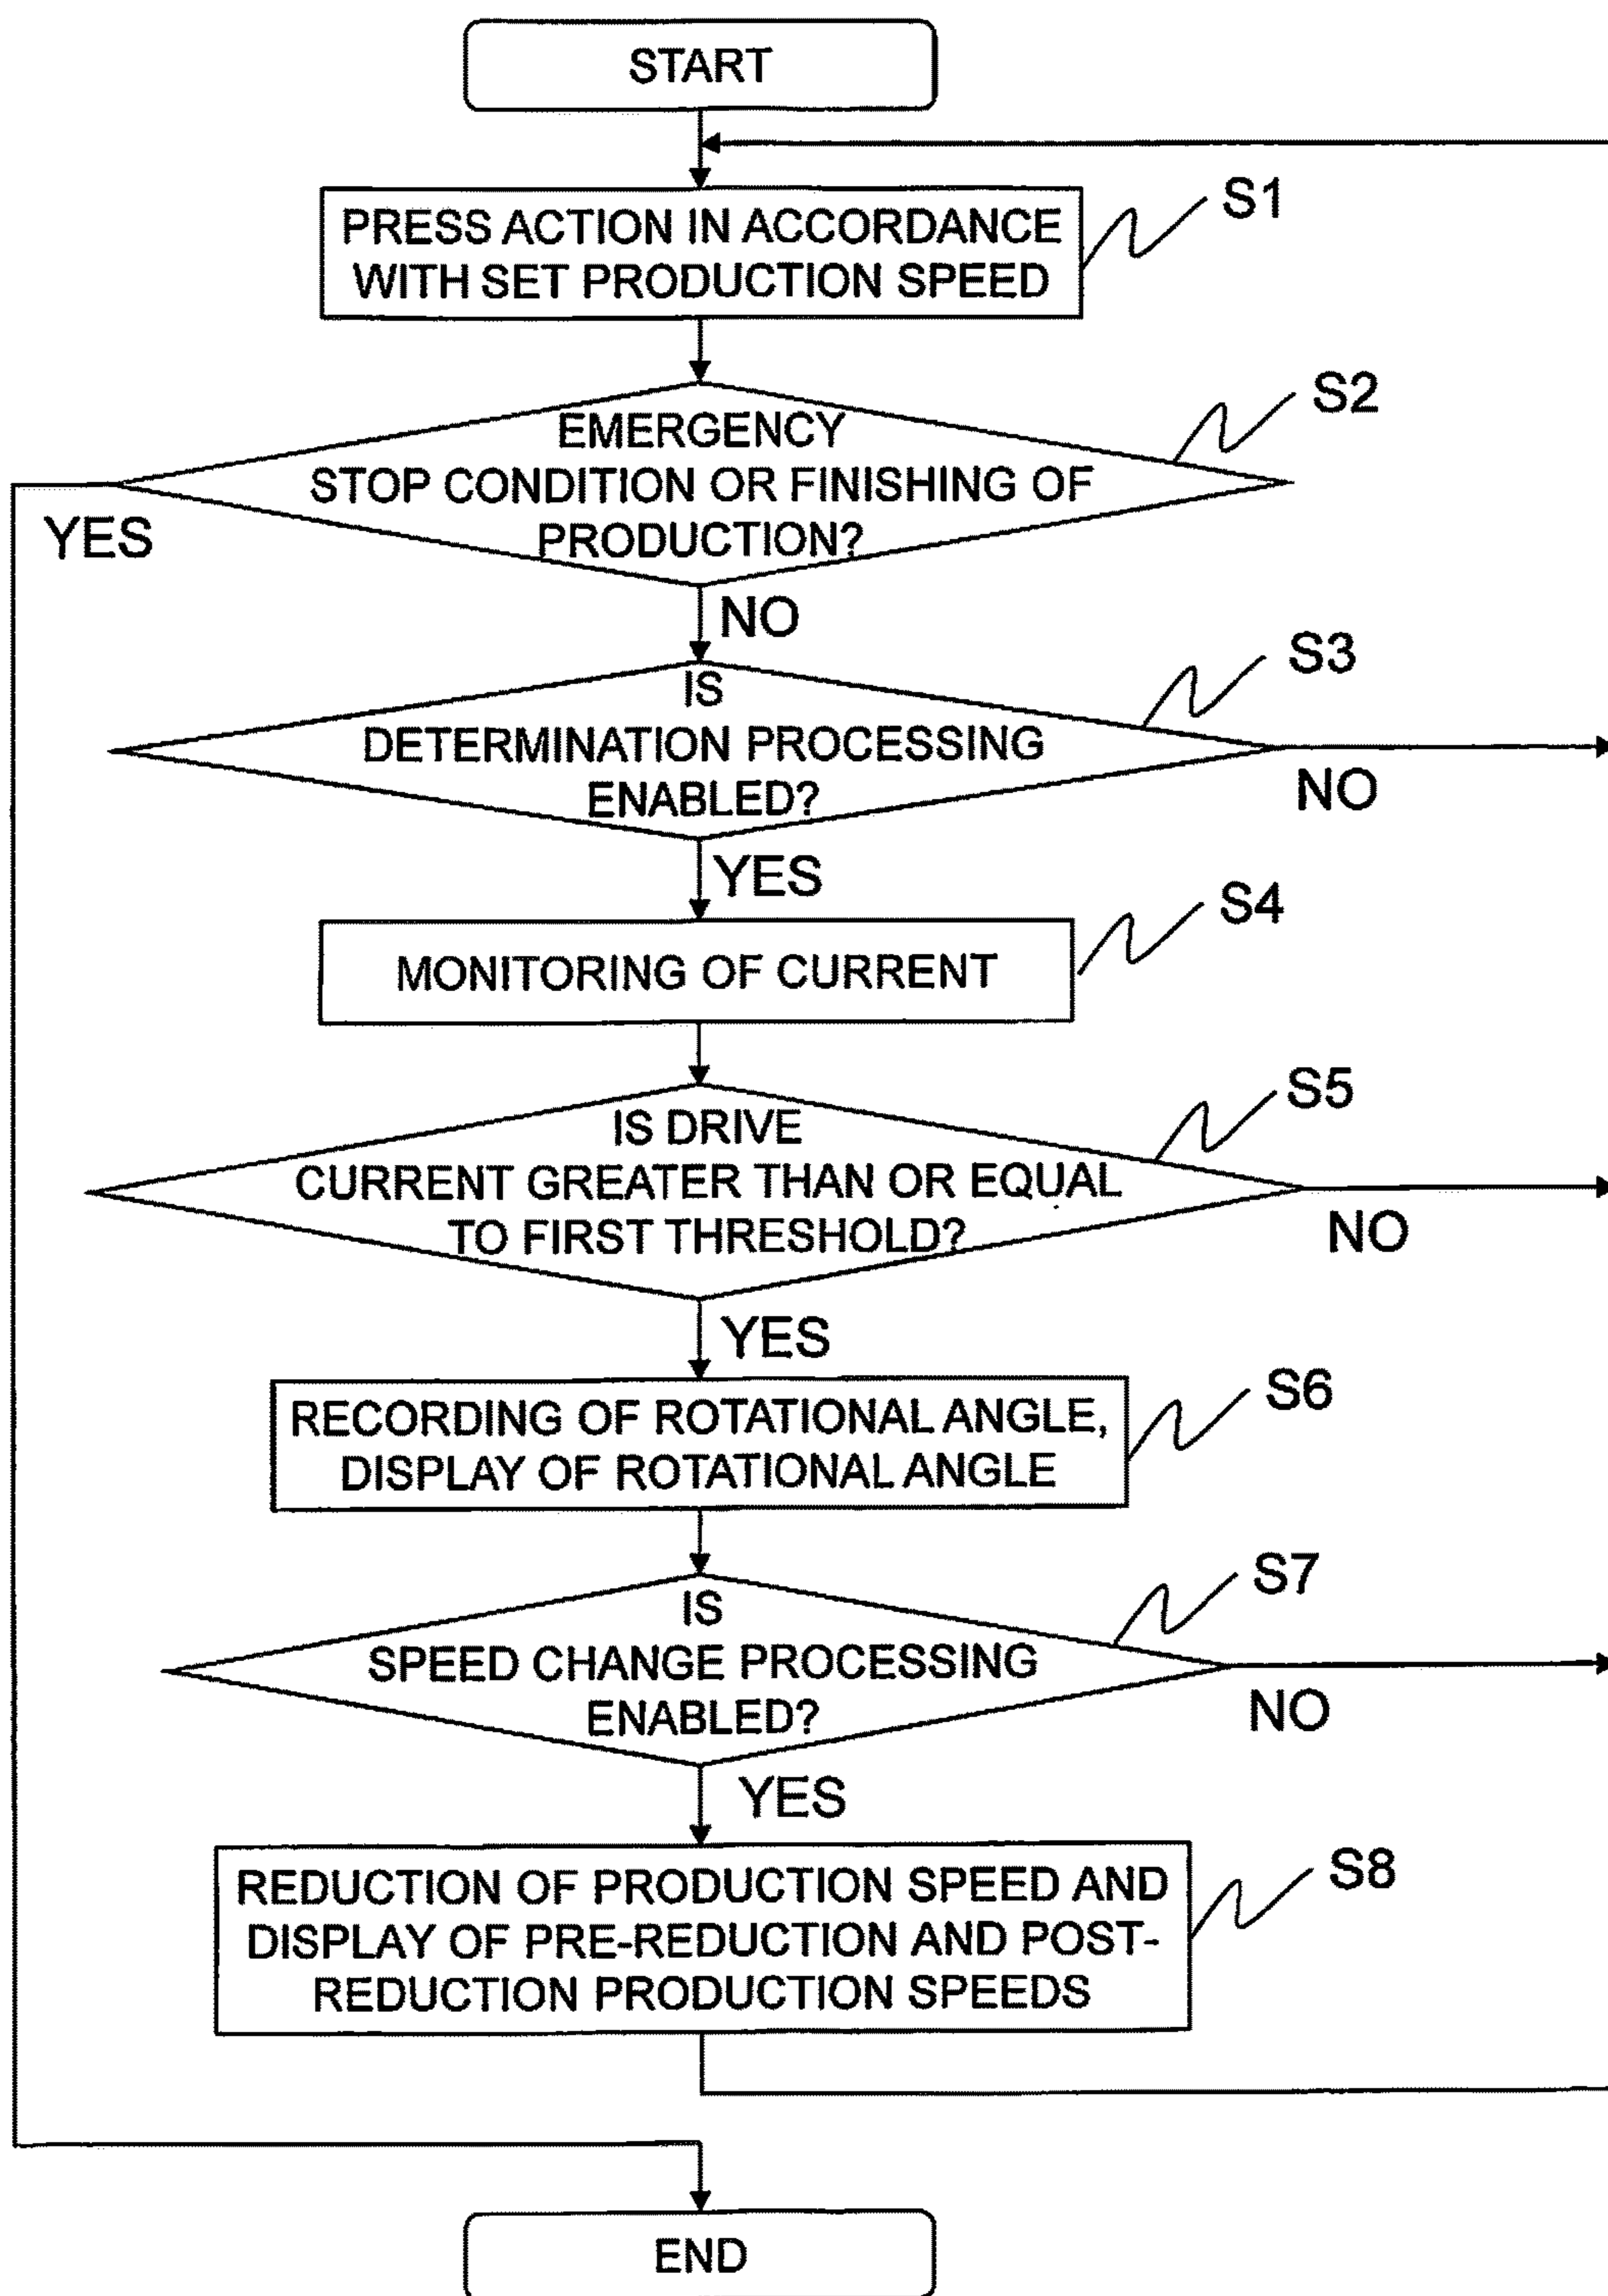 START
PRESS ACTION IN ACCORDANCE
WITH SET PRODUCTION SPEED
S1
EMERGENCY
STOP CONDITION OR FINISHING OF
PRODUCTION?
S2
YES
NO
IS
DETERMINATION PROCESSING
ENABLED?
S3
NO
YES
MONITORING OF CURRENT
S4
IS DRIVE
CURRENT GREATER THAN OR EQUAL
TO FIRST THRESHOLD?
S5
NO
YES
RECORDING OF ROTATIONAL ANGLE,
DISPLAY OF ROTATIONAL ANGLE
S6
IS
SPEED CHANGE PROCESSING
ENABLED?
S7
NO
YES
REDUCTION OF PRODUCTION SPEED AND
DISPLAY OF PRE-REDUCTION AND POST-
REDUCTION PRODUCTION SPEEDS
S8
END